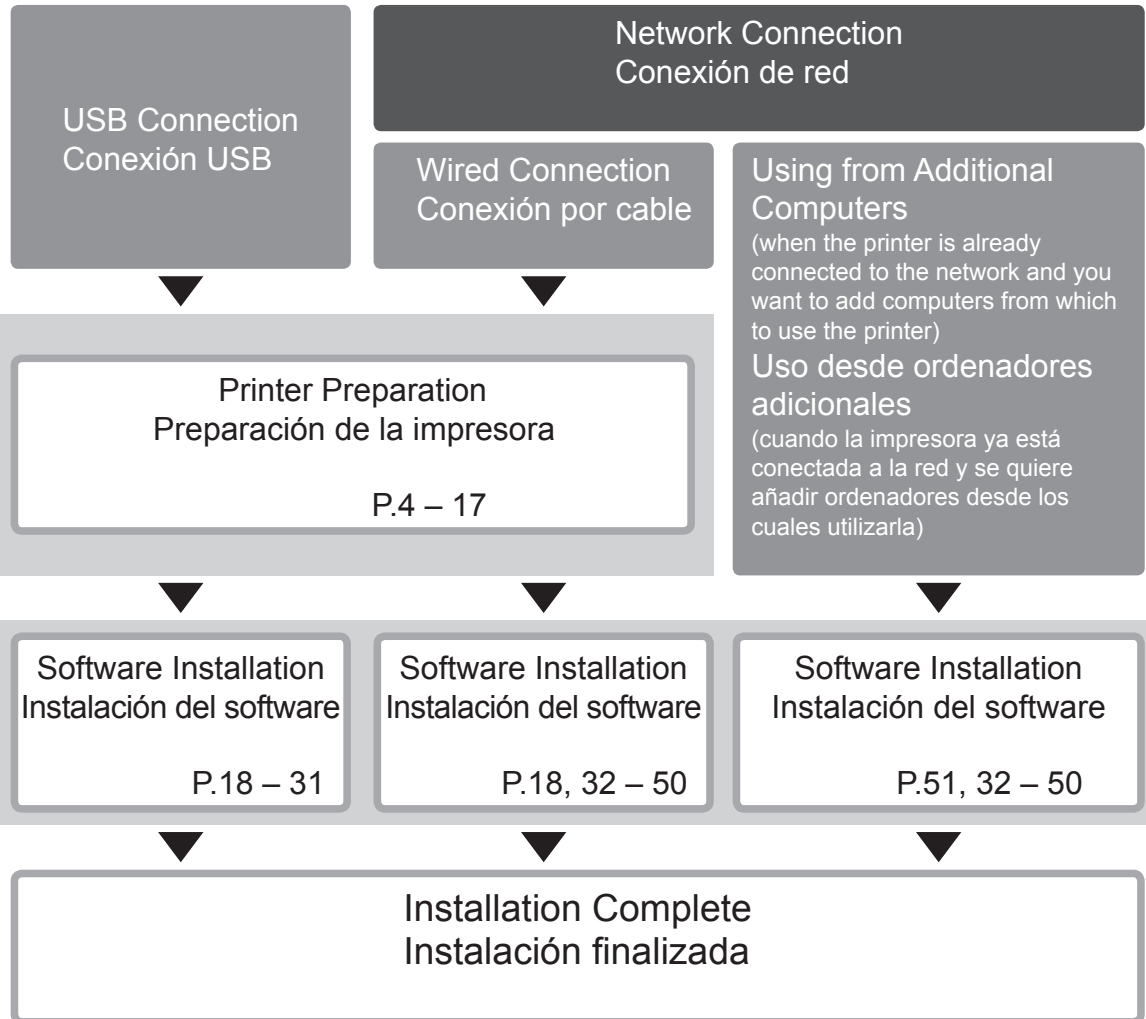 USB Connection
Conexión USB
Network Connection
Conexión de red
Wired Connection
Conexión por cable
Using from Additional
Computers
(when the printer is already
connected to the network and you
want to add computers from which
to use the printer)
Uso desde ordenadores
adicionales
(cuando la impresora ya está
conectada a la red y se quiere
añadir ordenadores desde los
cuales utilizarla)
Printer Preparation
Preparación de la impresora
P.4 – 17
Software Installation
Instalación del software
P.18 – 31
Software Installation
Instalación del software
P.18, 32 – 50
Software Installation
Instalación del software
P.51, 32 – 50
Installation Complete
Instalación finalizada